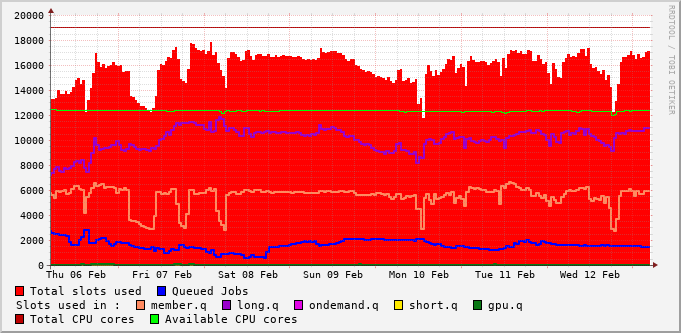 20000
18000
16000
14000
12000
10000
8000
6000
4000
2000
0
Thu 06 Feb Fri 07 Feb Sat 08 Feb Sun 09 Feb Mon 10 Feb Tue 11 Feb Wed 12 Feb
RRDTOOL / TOBI OETIKER
Total slots used Queued Jobs
Slots used in : member.q long.q ondemand.q short.q gpu.q
Total CPU cores Available CPU cores